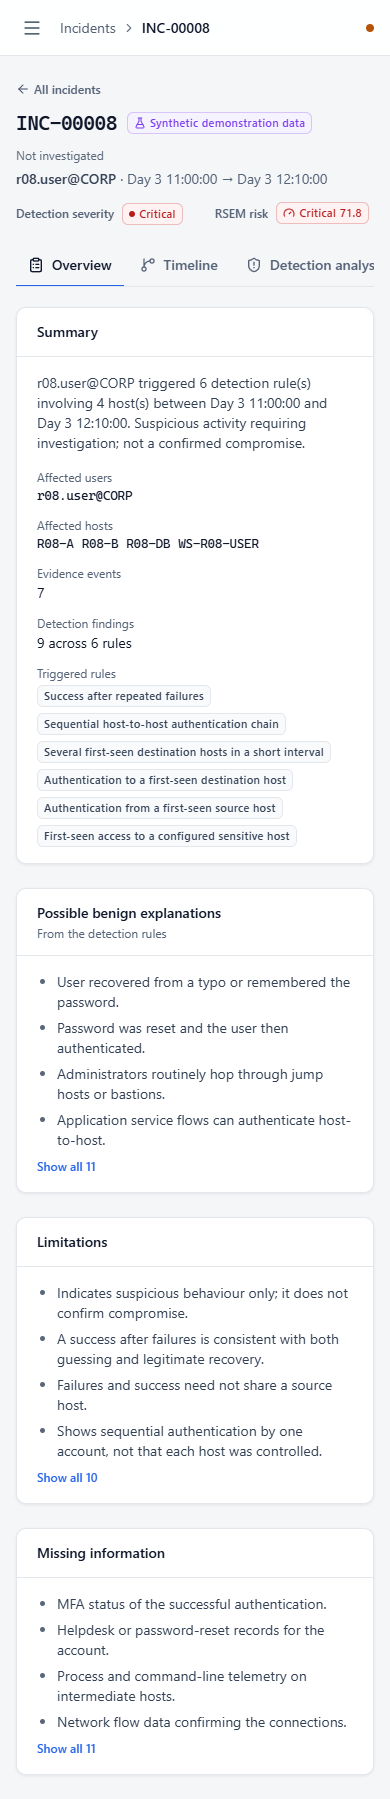 Incidents > INC-00008
← All incidents
INC-00008 Synthetic demonstration data
Not investigated
r08.user@CORP · Day 3 11:00:00 → Day 3 12:10:00
Detection severity Critical RSEM risk Critical 71.8
Overview Timeline Detection analys
Summary
r08.user@CORP triggered 6 detection rule(s)
involving 4 host(s) between Day 3 11:00:00 and
Day 3 12:10:00. Suspicious activity requiring
investigation; not a confirmed compromise.
Affected users
r08.user@CORP
Affected hosts
R08-A R08-B R08-DB WS-R08-USER
Evidence events
7
Detection findings
9 across 6 rules
Triggered rules
Success after repeated failures
Sequential host-to-host authentication chain
Several first-seen destination hosts in a short interval
Authentication to a first-seen destination host
Authentication from a first-seen source host
First-seen access to a configured sensitive host
Possible benign explanations
From the detection rules
• User recovered from a typo or remembered the
password.
• Password was reset and the user then
authenticated.
• Administrators routinely hop through jump
hosts or bastions.
• Application service flows can authenticate host-
to-host.
Show all 11
Limitations
• Indicates suspicious behaviour only; it does not
confirm compromise.
• A success after failures is consistent with both
guessing and legitimate recovery.
• Failures and success need not share a source
host.
• Shows sequential authentication by one
account, not that each host was controlled.
Show all 10
Missing information
• MFA status of the successful authentication.
• Helpdesk or password-reset records for the
account.
• Process and command-line telemetry on
intermediate hosts.
• Network flow data confirming the connections.
Show all 11